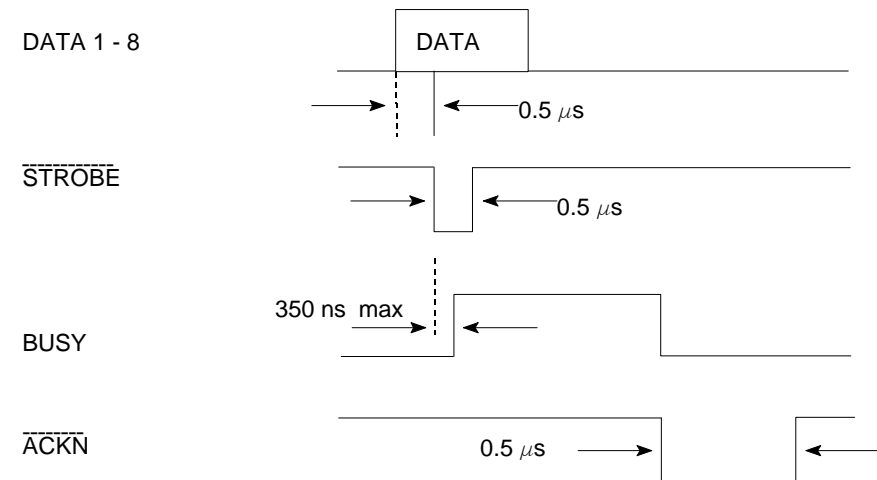 DATA 1 - 8
DATA
0.5 μs
STROBE
0.5 μs
350 ns max
BUSY
ACKN
0.5 μs